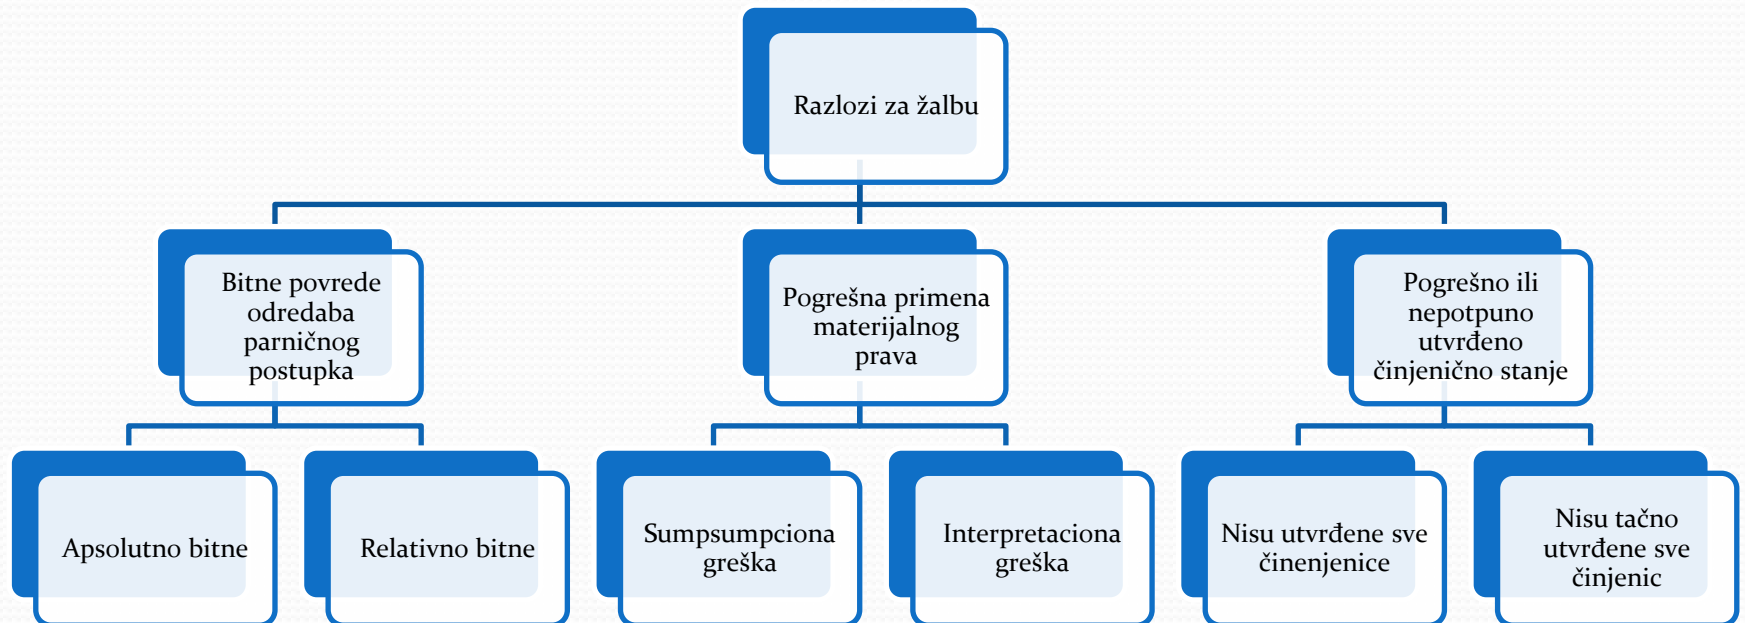 Razlozi za žalbu
Bitne povrede
odredaba
parničnog
postupka
Pogrešna primena
materijalnog
prava
Pogrešno ili
nepotpuno
utvrđeno
činjenično stanje
Apsolutno bitne
Relativno bitne
Sumpsumpciona
greška
Interpretaciona
greška
Nisu utvrđene sve
činenjenice
Nisu tačno
utvrđene sve
činjenic